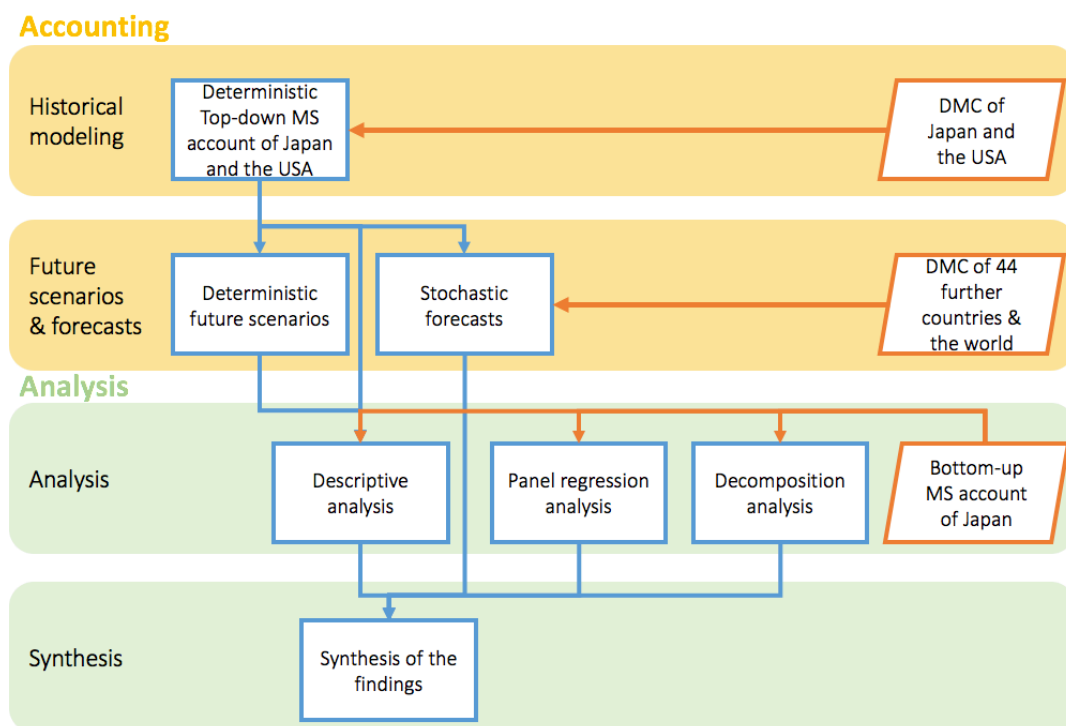 Accounting
Historical
modeling
Deterministic
Top-down MS
account of Japan
and the USA
DMC of
Japan and
the USA
Future
scenarios
& forecasts
Deterministic
future scenarios
Stochastic
forecasts
DMC of 44
further
countries &
the world
Analysis
Analysis
Descriptive
analysis
Panel regression
analysis
Decomposition
analysis
Bottom-up
MS account
of Japan
Synthesis
Synthesis of the
findings